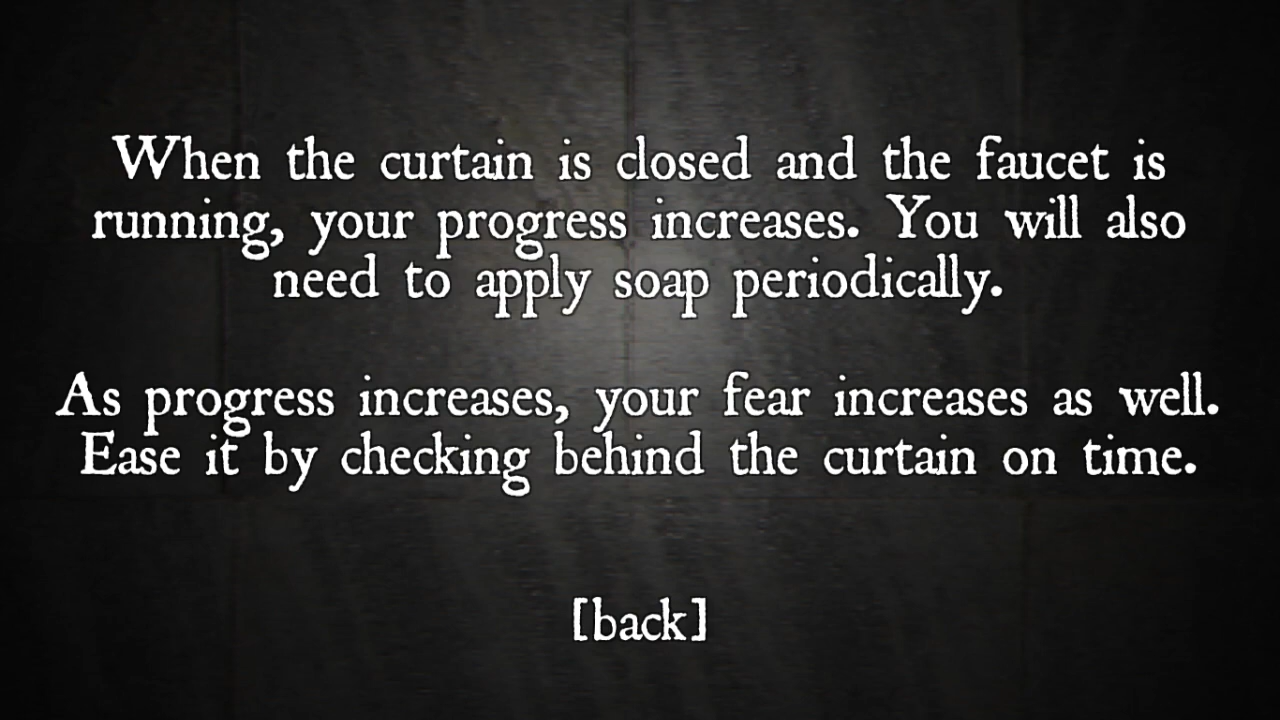 When the curtain is closed and the faucet is
running, your progress increases. You will also
need to apply soap periodically.
As progress increases, your fear increases as well.
Ease it by checking behind the curtain on time.
[back]